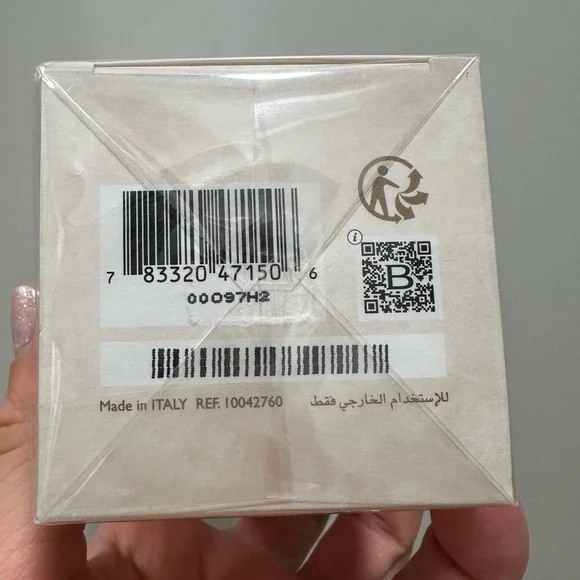 i
B
7 83320 47150 6
00097H2
Made in ITALY REF. 10042760
للإستخدام الخارجي فقط